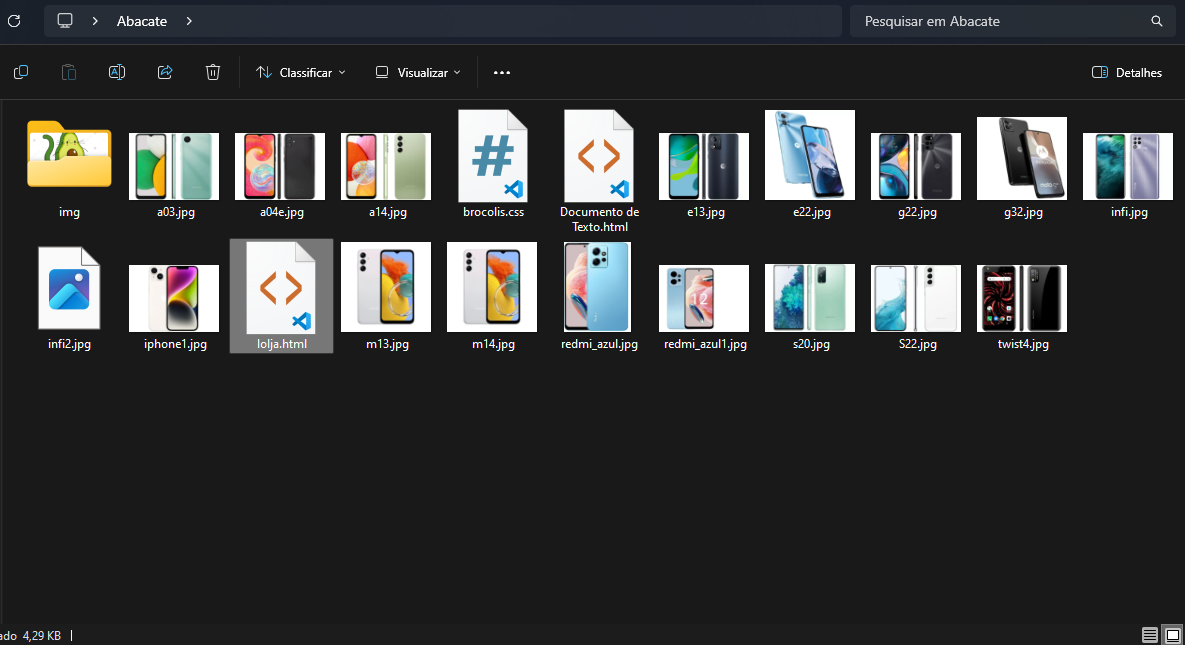 Abacate
Pesquisar em Abacate
Classificar
Visualizar
Detalhes
img
a03.jpg
a04e.jpg
a14.jpg
brocolis.css
Documento de
Texto.html
e13.jpg
e22.jpg
g22.jpg
g32.jpg
infi.jpg
infi2.jpg
iphone1.jpg
lolja.html
m13.jpg
m14.jpg
redmi_azul.jpg
redmi_azul1.jpg
s20.jpg
S22.jpg
twist4.jpg
ado 4,29 KB